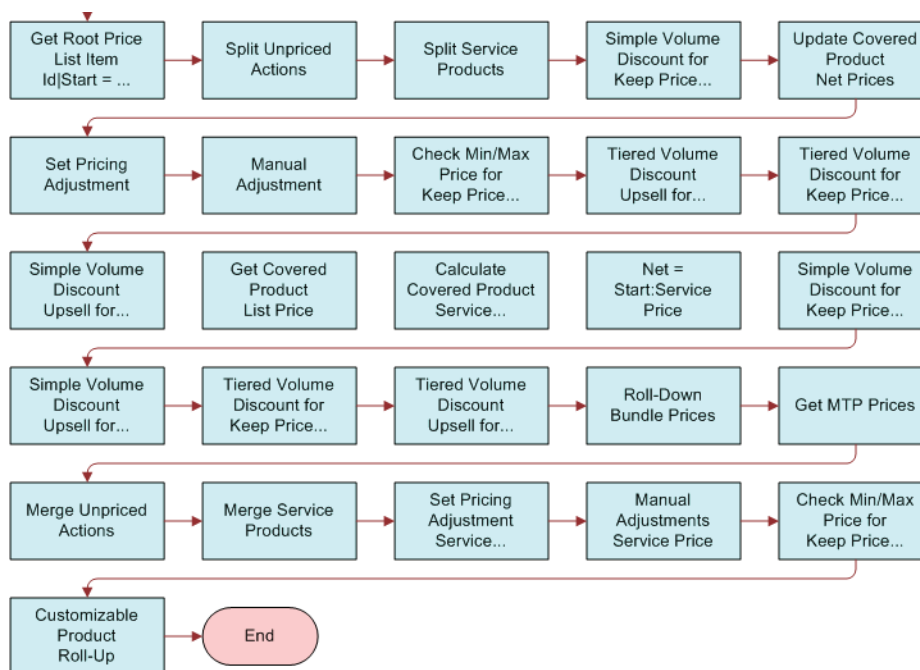 Get Root Price
List Item
Id|Start = ...
Split Unpriced
Actions
Split Service
Products
Simple Volume
Discount for
Keep Price...
Update Covered
Product
Net Prices
Set Pricing
Adjustment
Manual
Adjustment
Check Min/Max
Price for
Keep Price...
Tiered Volume
Discount
Upsell for...
Tiered Volume
Discount for
Keep Price...
Simple Volume
Discount
Upsell for...
Get Covered
Product
List Price
Calculate
Covered Product
Service...
Net =
Start:Service
Price
Simple Volume
Discount for
Keep Price...
Simple Volume
Discount
Upsell for...
Tiered Volume
Discount for
Keep Price...
Tiered Volume
Discount
Upsell for...
Roll-Down
Bundle Prices
Get MTP Prices
Merge Unpriced
Actions
Merge Service
Products
Set Pricing
Adjustment
Service...
Manual
Adjustments
Service Price
Check Min/Max
Price for
Keep Price...
Customizable
Product
Roll-Up
End